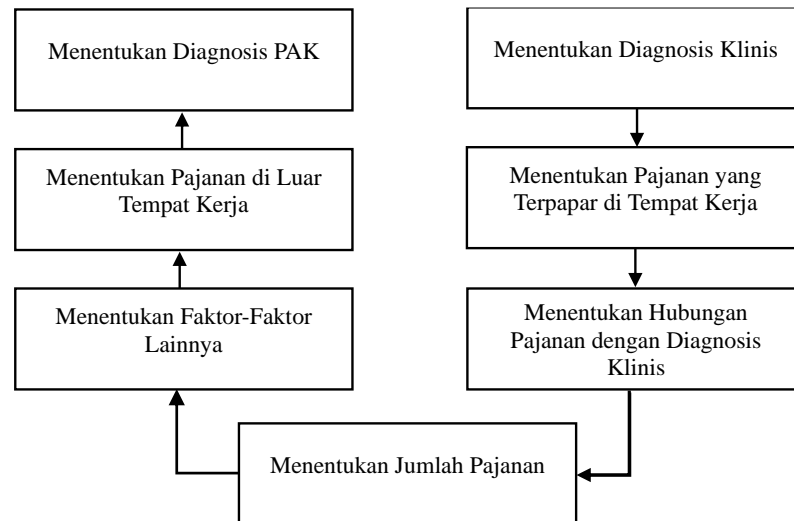 Menentukan Diagnosis PAK
Menentukan Diagnosis Klinis
Menentukan Pajanan di Luar
Tempat Kerja
Menentukan Pajanan yang
Terpapar di Tempat Kerja
Menentukan Faktor-Faktor
Lainnya
Menentukan Hubungan
Pajanan dengan Diagnosis
Klinis
Menentukan Jumlah Pajanan